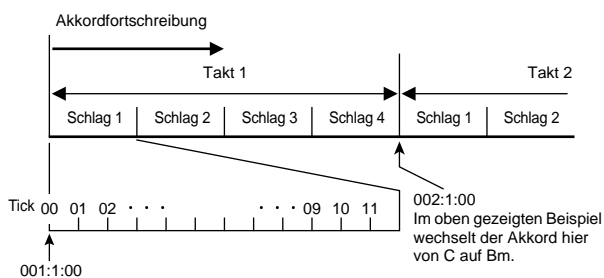 Akkordfortschreibung
Takt 1
Takt 2
Schlag 1
Schlag 2
Schlag 3
Schlag 4
Schlag 1
Schlag 2
Tick 00 01 02 · · · · · · 09 10 11
001:1:00
002:1:00
Im oben gezeigten Beispiel
wechselt der Akkord hier
von C auf Bm.